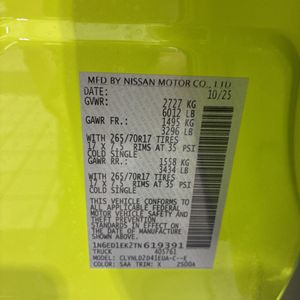 MFD BY NISSAN MOTOR CO., LTD
DATE: 10/25
GVWR: 2727 KG
6012 LB
GAWR FR.: 1495 KG
3296 LB
WITH 265/70R17 TIRES
17 X 7.5 RIMS AT 35 PSI
COLD SINGLE
GAWR RR.: 1558 KG
3434 LB
WITH 265/70R17 TIRES
17 X 7.5 RIMS AT 35 PSI
COLD SINGLE
THIS VEHICLE CONFORMS TO ALL
APPLICABLE FEDERAL MOTOR VEHICLE
SAFETY STANDARDS IN EFFECT ON THE
DATE OF MANUFACTURE SHOWN ABOVE.
1N6ED1EK2TN619391
TRUCK 405761
MODEL:
COLOR: SAA TRIM: X 2500A